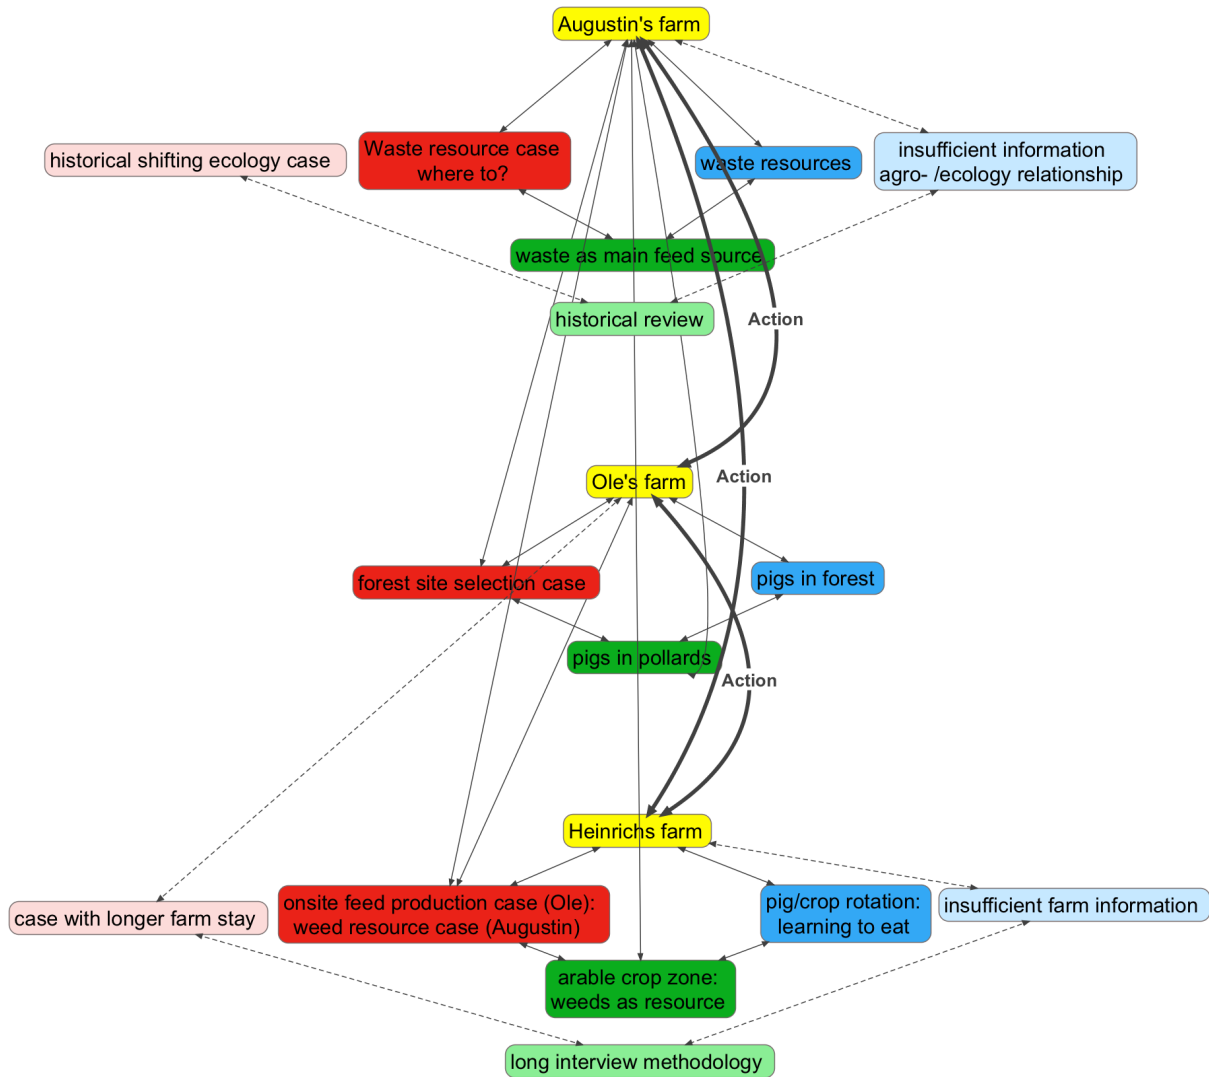 Augustin's farm
historical shifting ecology case
Waste resource case
where to?
waste resources
insufficient information
agro- /ecology relationship
waste as main feed source
historical review
Action
Ole's farm
Action
forest site selection case
pigs in forest
pigs in pollards
Action
Heinrichs farm
case with longer farm stay
onsite feed production case (Ole):
weed resource case (Augustin)
pig/crop rotation:
learning to eat
insufficient farm information
arable crop zone:
weeds as resource
long interview methodology